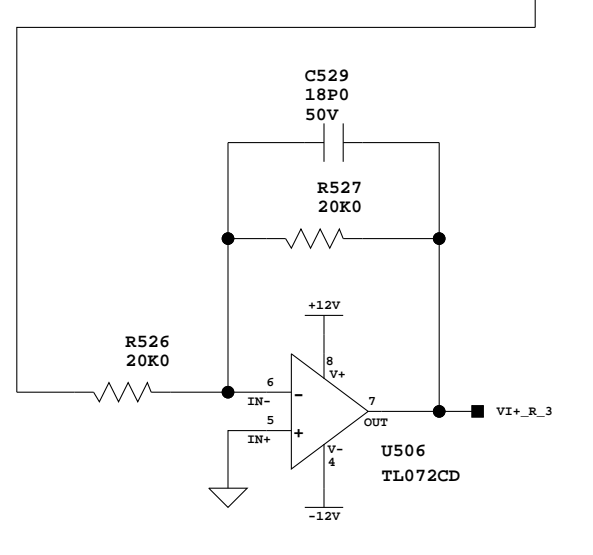 C529
18P0
50V
R527
20K0
+12V
R526
20K0
8
V+
6
IN-
-
7
OUT
VI+_R_3
5
IN+
+
V-
4
U506
TL072CD
-12V